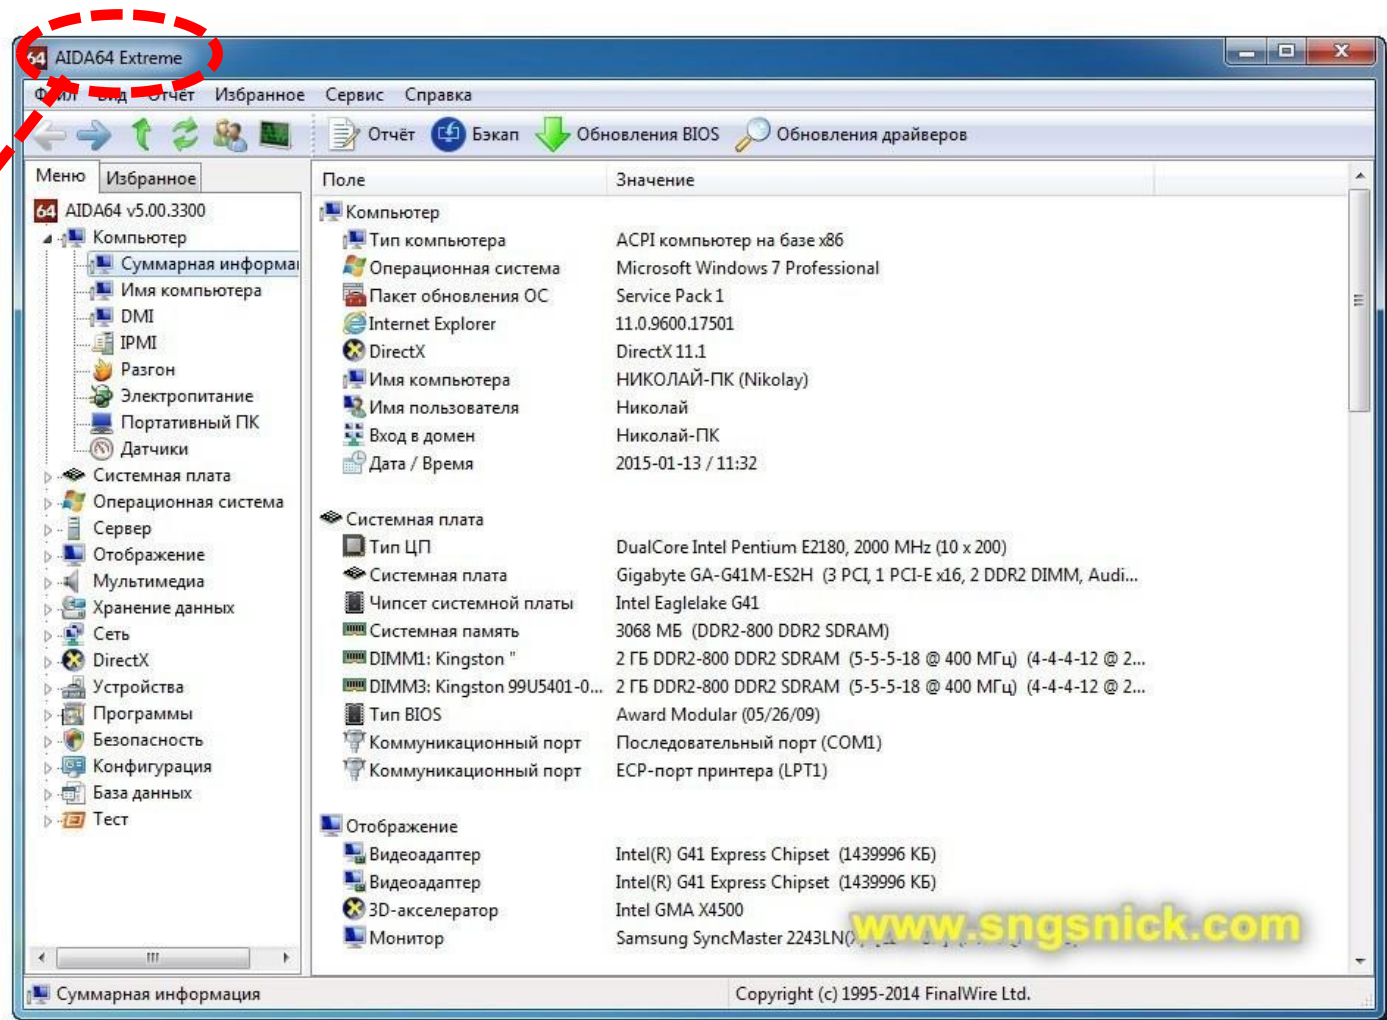 AIDA64 Extreme
Файл Вид Отчёт Избранное Сервис Справка
Отчёт Бэкап Обновления BIOS Обновления драйверов
Меню Избранное
Поле Значение
AIDA64 v5.00.3300
Компьютер
Суммарная информа
Имя компьютера
DMI
IPMI
Разгон
Электропитание
Портативный ПК
Датчики
Системная плата
Операционная система
Сервер
Отображение
Мультимедиа
Хранение данных
Сеть
DirectX
Устройства
Программы
Безопасность
Конфигурация
База данных
Тест
Компьютер
Тип компьютера ACPI компьютер на базе x86
Операционная система Microsoft Windows 7 Professional
Пакет обновления ОС Service Pack 1
Internet Explorer 11.0.9600.17501
DirectX DirectX 11.1
Имя компьютера НИКОЛАЙ-ПК (Nikolay)
Имя пользователя Николай
Вход в домен Николай-ПК
Дата / Время 2015-01-13 / 11:32
Системная плата
Тип ЦП DualCore Intel Pentium E2180, 2000 MHz (10 x 200)
Системная плата Gigabyte GA-G41M-ES2H (3 PCI, 1 PCI-E x16, 2 DDR2 DIMM, Audi...
Чипсет системной платы Intel Eaglelake G41
Системная память 3068 МБ (DDR2-800 DDR2 SDRAM)
DIMM1: Kingston " 2 ГБ DDR2-800 DDR2 SDRAM (5-5-5-18 @ 400 МГц) (4-4-4-12 @ 2...
DIMM3: Kingston 99U5401-0... 2 ГБ DDR2-800 DDR2 SDRAM (5-5-5-18 @ 400 МГц) (4-4-4-12 @ 2...
Тип BIOS Award Modular (05/26/09)
Коммуникационный порт Последовательный порт (COM1)
Коммуникационный порт ECP-порт принтера (LPT1)
Отображение
Видеоадаптер Intel(R) G41 Express Chipset (1439996 КБ)
Видеоадаптер Intel(R) G41 Express Chipset (1439996 КБ)
3D-акселератор Intel GMA X4500
Монитор Samsung SyncMaster 2243LN
www.sngsnick.com
Суммарная информация Copyright (c) 1995-2014 FinalWire Ltd.